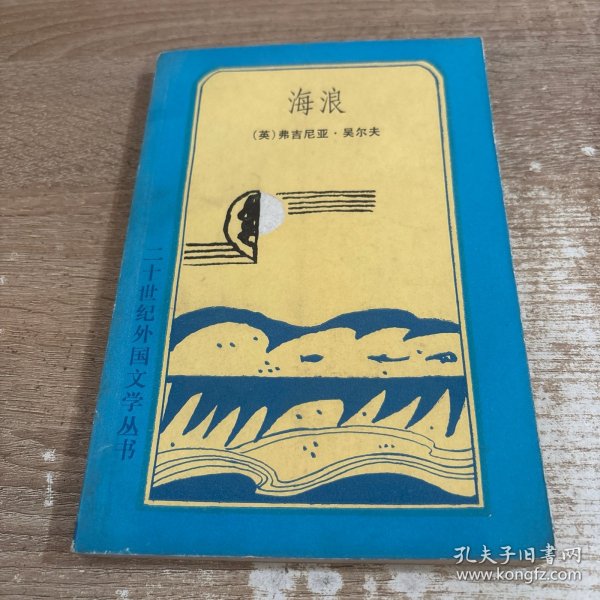 海浪
(英)弗吉尼亚·吴尔夫
二十世纪外国文学丛书
孔夫子旧书网
www.kongfz.com